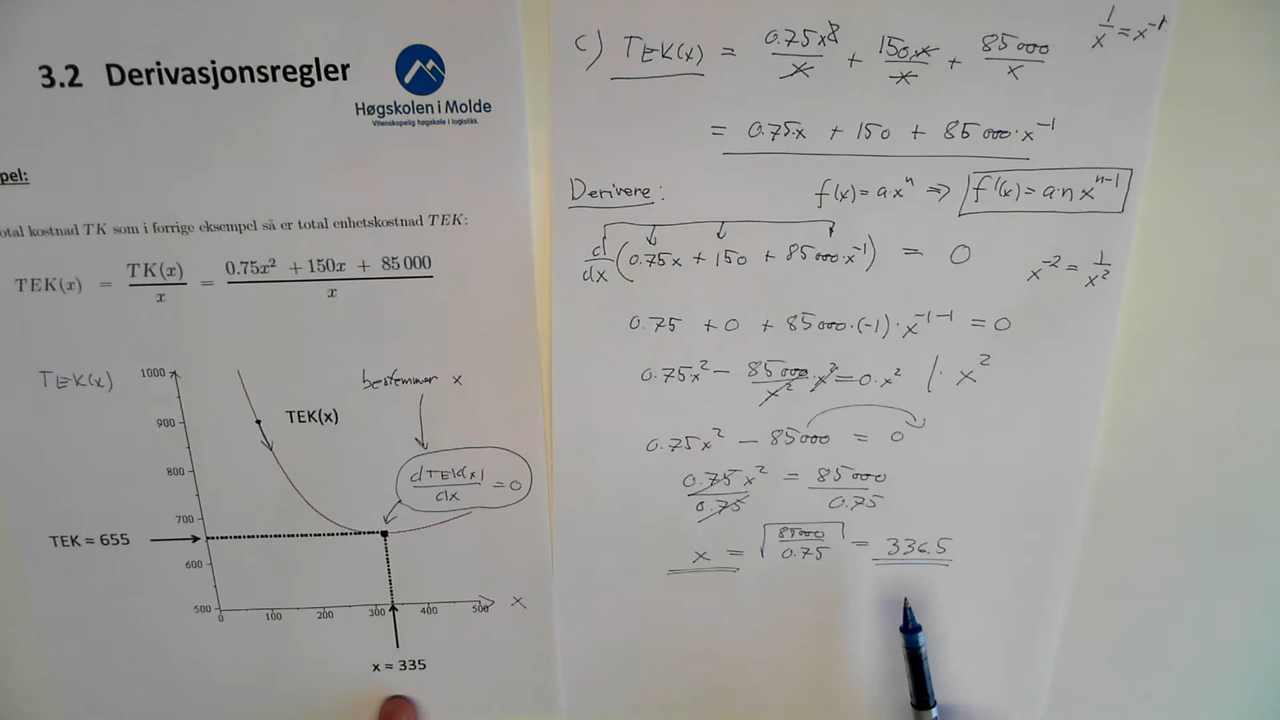 3.2 Derivasjonsregler
Høgskolen i Molde
Vitenskapelig høgskole i logistikk
pel:
otal kostnad TK som i forrige eksempel så er total enhetskostnad TEK:
TEK(x) = TK(x)/x = (0.75x² + 150x + 85 000)/x
TEK(x)
1000
900
800
700
600
500
TEK(x)
bestemmer x
dTEK(x)/dx = 0
TEK ≈ 655
0 100 200 300 400 500 x
x ≈ 335
c) TEK(x) = 0.75x²/x + 150x/x + 85000/x
1/x = x⁻¹
= 0.75x + 150 + 85000·x⁻¹
Derivere: f(x) = a·xⁿ ⇒ f'(x) = a·n xⁿ⁻¹
d/dx (0.75x + 150 + 85000·x⁻¹) = 0
x⁻² = 1/x²
0.75 + 0 + 85000·(-1)·x⁻¹⁻¹ = 0
0.75x² − 85000/x² · x² = 0·x² | · x²
0.75x² − 85000 = 0
0.75x²/0.75 = 85000/0.75
x = √(85000/0.75) = 336.5